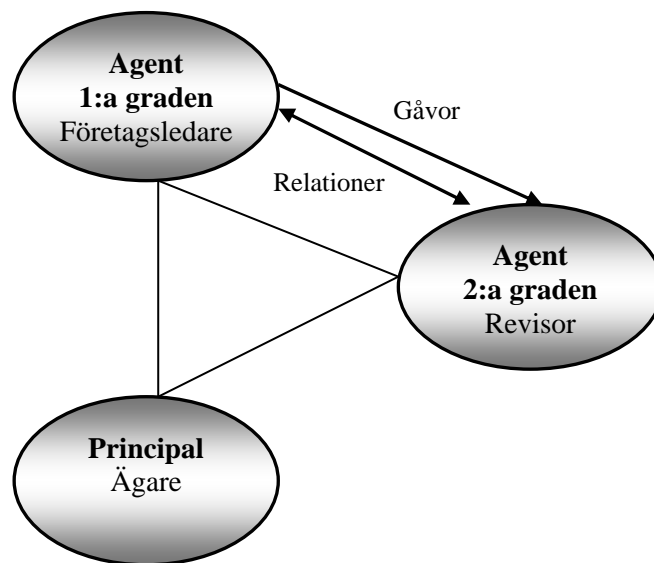 Agent
1:a graden
Företagsledare
Gåvor
Relationer
Agent
2:a graden
Revisor
Principal
Ägare